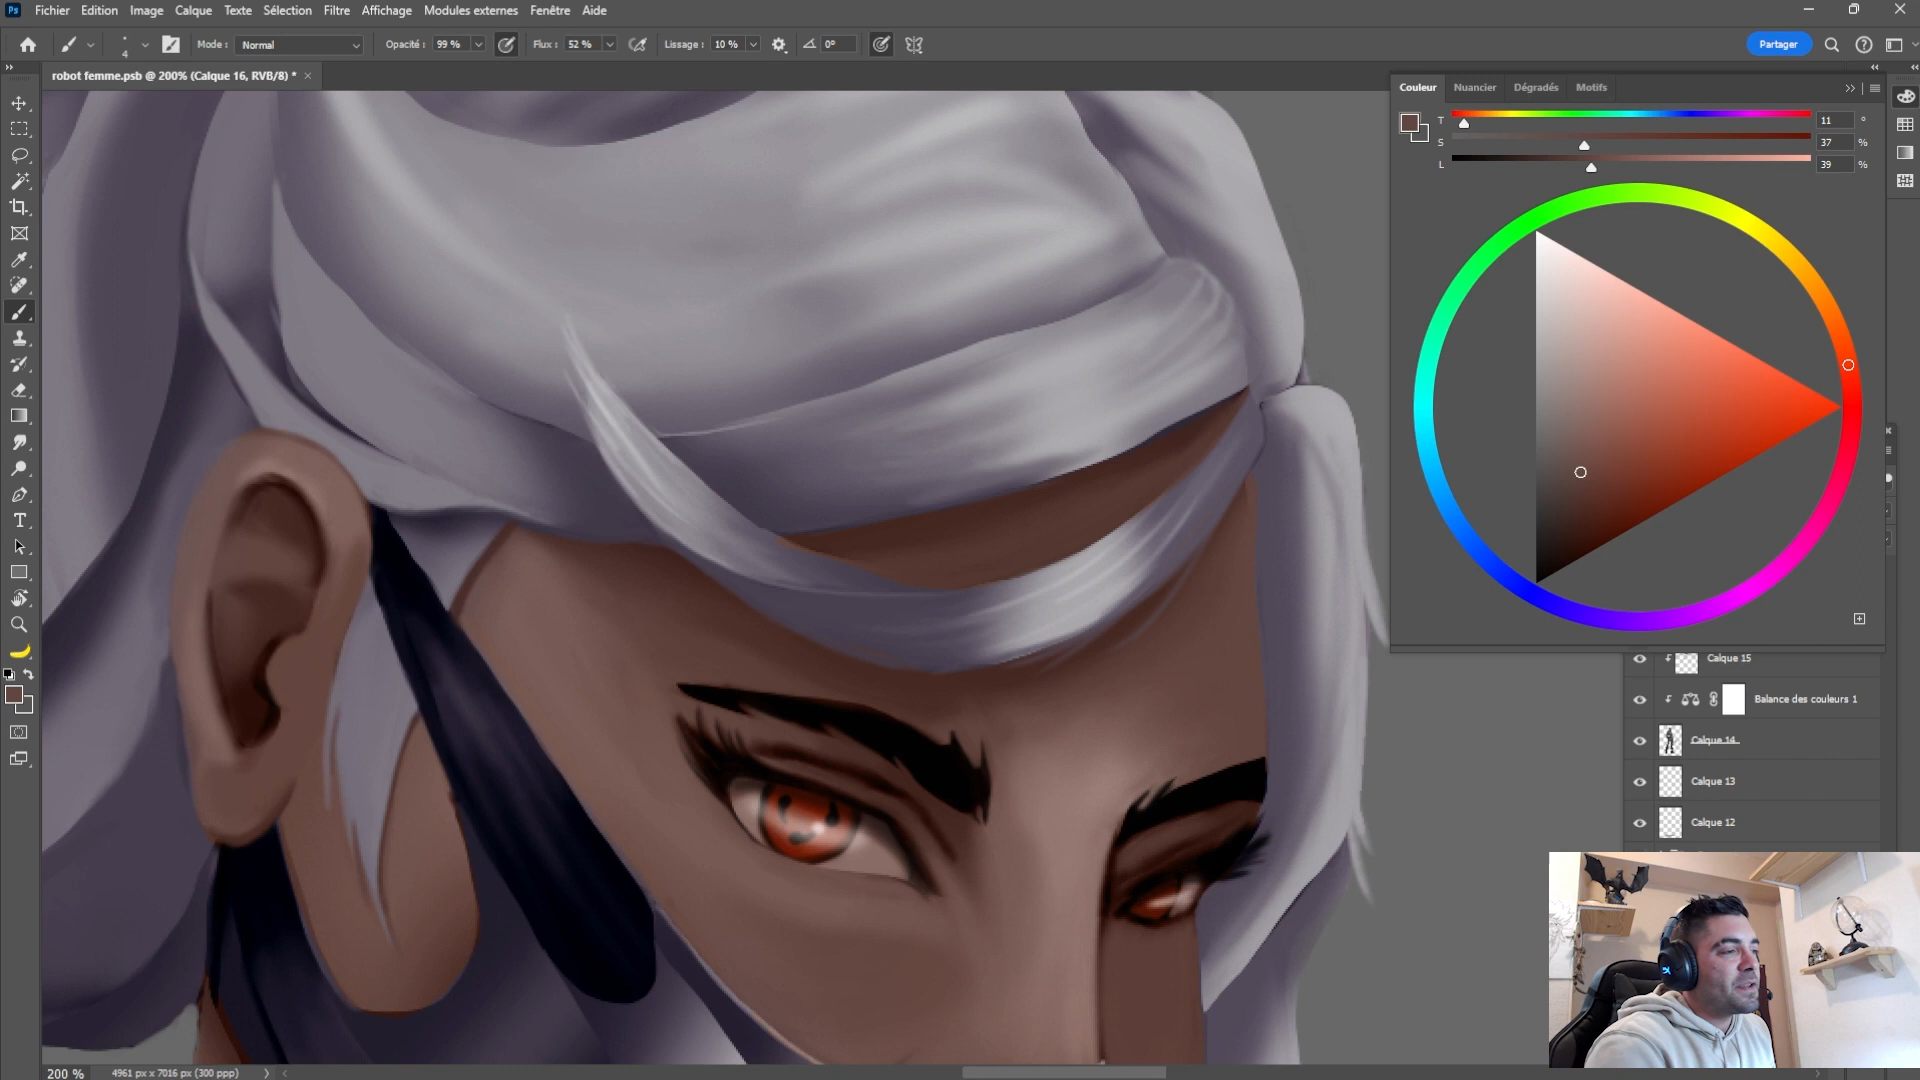 Ps Fichier Edition Image Calque Texte Sélection Filtre Affichage Modules externes Fenêtre Aide
4 Mode : Normal Opacité : 99 % Flux : 52 % Lissage : 10 % 0° Partager
robot femme.psb @ 200% (Calque 16, RVB/8) *
Couleur Nuancier Dégradés Motifs
T 11 °
S 37 %
L 39 %
Calque 15
Balance des couleurs 1
Calque 14
Calque 13
Calque 12
200 % 4961 px x 7016 px (300 ppp)